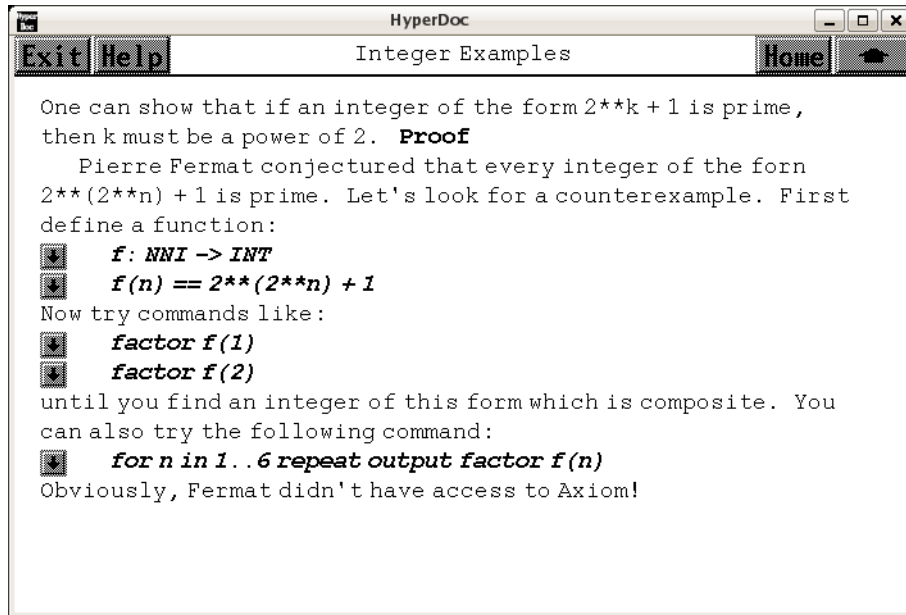 Hyper Doc
HyperDoc
Exit Help Integer Examples Home
One can show that if an integer of the form 2**k + 1 is prime,
then k must be a power of 2. Proof
Pierre Fermat conjectured that every integer of the forn
2**(2**n) + 1 is prime. Let's look for a counterexample. First
define a function:
f: NNI -> INT
f(n) == 2**(2**n) + 1
Now try commands like:
factor f(1)
factor f(2)
until you find an integer of this form which is composite. You
can also try the following command:
for n in 1..6 repeat output factor f(n)
Obviously, Fermat didn't have access to Axiom!